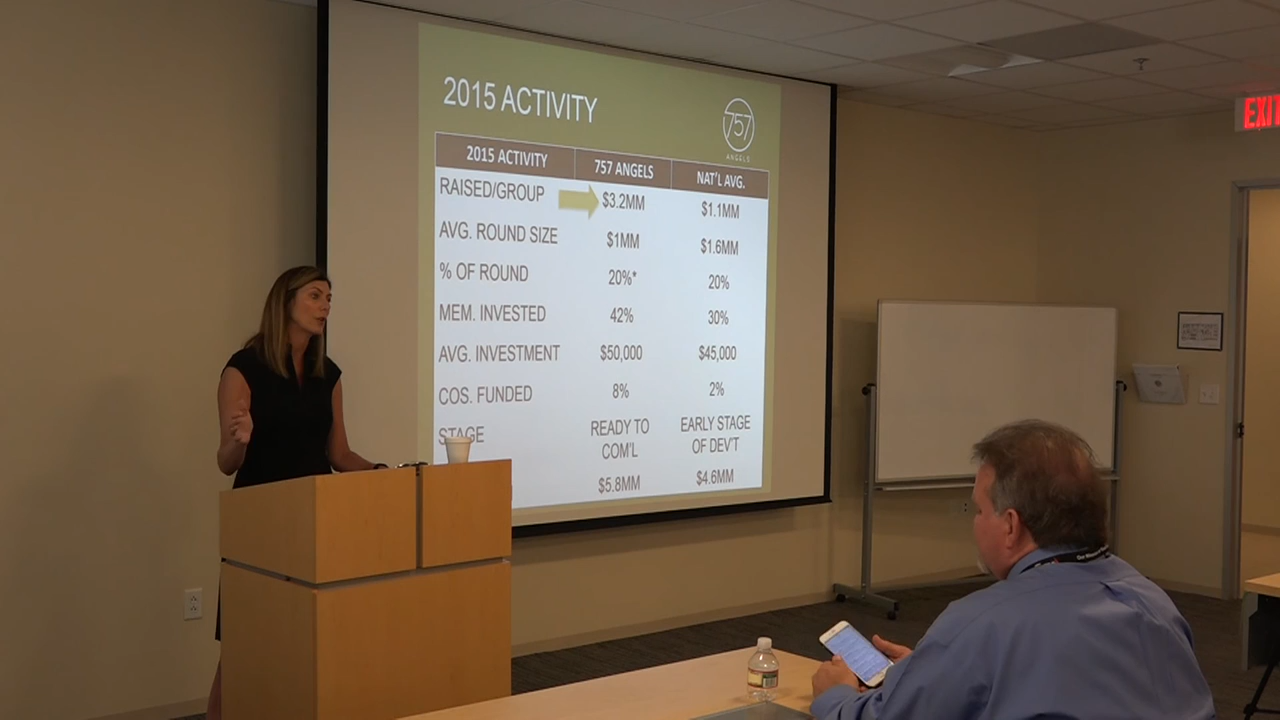 2015 ACTIVITY
757
ANGELS
2015 ACTIVITY 757 ANGELS NAT'L AVG.
RAISED/GROUP $3.2MM $1.1MM
AVG. ROUND SIZE $1MM $1.6MM
% OF ROUND 20%* 20%
MEM. INVESTED 42% 30%
AVG. INVESTMENT $50,000 $45,000
COS. FUNDED 8% 2%
STAGE READY TO COM'L EARLY STAGE OF DEV'T
$5.8MM $4.6MM
EXIT